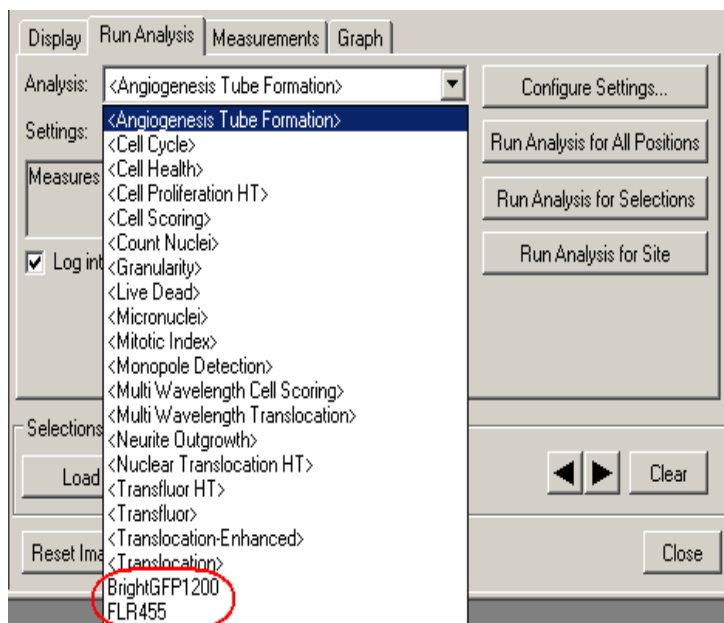 Display Run Analysis Measurements Graph
Analysis: <Angiogenesis Tube Formation> Configure Settings...
<Angiogenesis Tube Formation>
Settings: <Cell Cycle> Run Analysis for All Positions
<Cell Health>
Measures <Cell Proliferation HT> Run Analysis for Selections
<Cell Scoring>
<Count Nuclei>
Log int <Granularity> Run Analysis for Site
<Live Dead>
<Micronuclei>
<Mitotic Index>
<Monopole Detection>
<Multi Wavelength Cell Scoring>
<Multi Wavelength Translocation>
Selections <Neurite Outgrowth>
<Nuclear Translocation HT>
Load <Transfluor HT> Clear
<Transfluor>
<Translocation-Enhanced>
Reset Ima <Translocation> Close
BrightGFP1200
FLR455